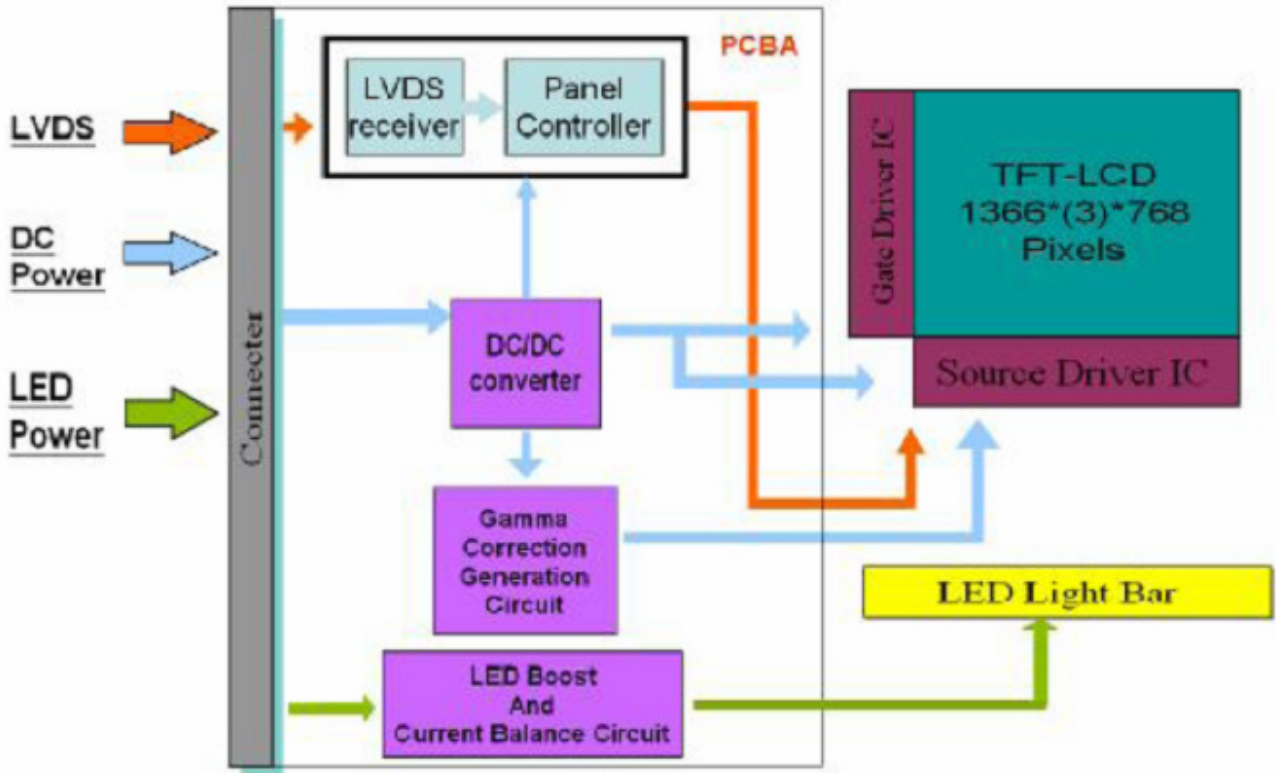 LVDS
DC
Power
LED
Power
Connecter
PCBA
LVDS
receiver
Panel
Controller
DC/DC
converter
Gamma
Correction
Generation
Circuit
LED Boost
And
Current Balance Circuit
Gate Driver IC
TFT-LCD
1366*(3)*768
Pixels
Source Driver IC
LED Light Bar